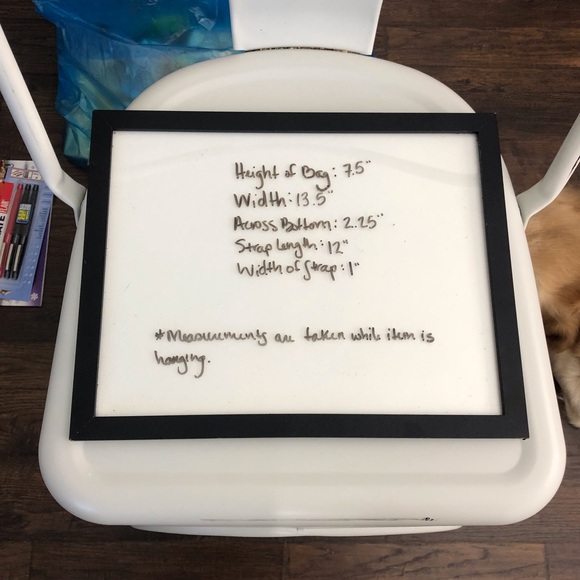 Height of Bag: 7.5"
Width: 13.5"
Across Bottom: 2.25"
Strap Length: 12"
Width of Strap: 1"
*Measurements are taken while item is
hanging.